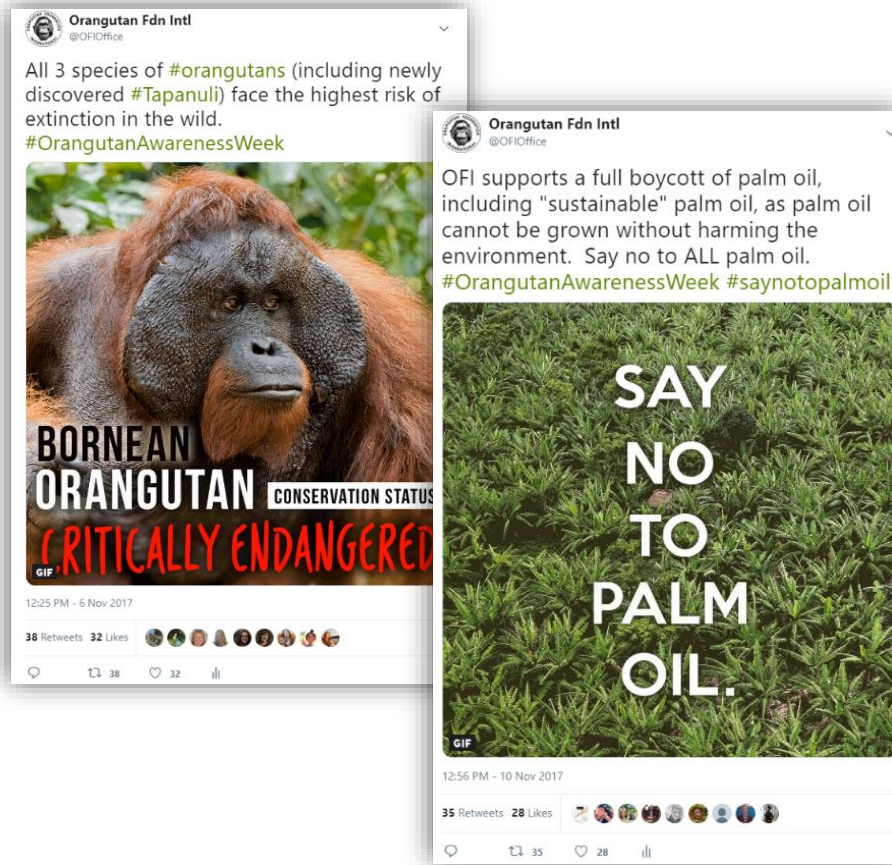 Orangutan Fdn Intl
@OFIOffice
All 3 species of #orangutans (including newly
discovered #Tapanuli) face the highest risk of
extinction in the wild.
#OrangutanAwarenessWeek
BORNEAN
ORANGUTAN CONSERVATION STATUS
CRITICALLY ENDANGERED
GIF
12:25 PM - 6 Nov 2017
38 Retweets 32 Likes
38 32
Orangutan Fdn Intl
@OFIOffice
OFI supports a full boycott of palm oil,
including "sustainable" palm oil, as palm oil
cannot be grown without harming the
environment. Say no to ALL palm oil.
#OrangutanAwarenessWeek #saynotopalmoil
SAY
NO
TO
PALM
OIL.
GIF
12:56 PM - 10 Nov 2017
35 Retweets 28 Likes
35 28